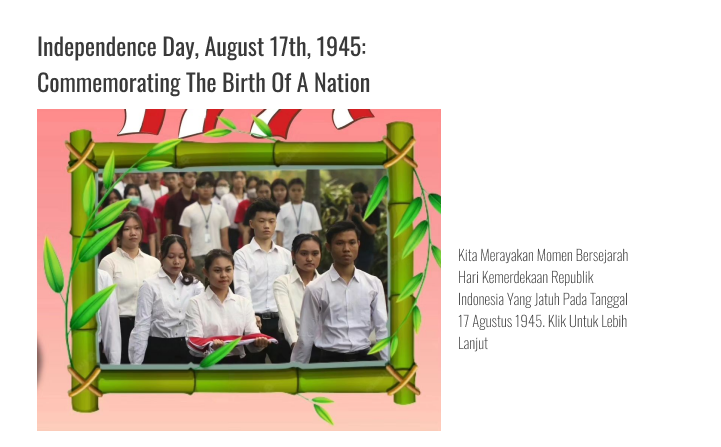 Independence Day, August 17th, 1945:
Commemorating The Birth Of A Nation
Kita Merayakan Momen Bersejarah
Hari Kemerdekaan Republik
Indonesia Yang Jatuh Pada Tanggal
17 Agustus 1945. Klik Untuk Lebih
Lanjut